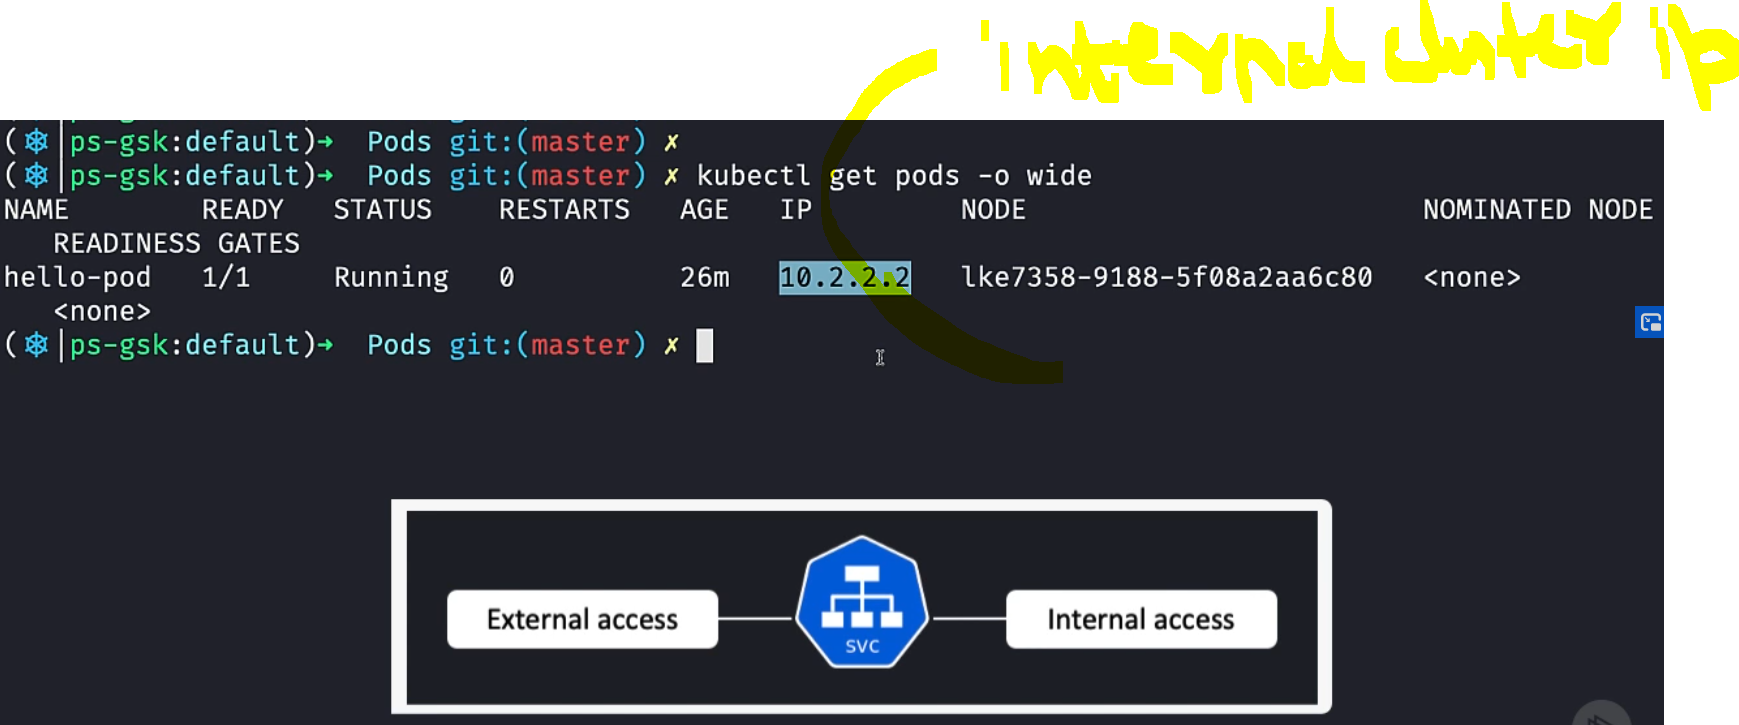 internal cluster ip
(☸ |ps-gsk:default)➜ Pods git:(master) ✗
(☸ |ps-gsk:default)➜ Pods git:(master) ✗ kubectl get pods -o wide
NAME READY STATUS RESTARTS AGE IP NODE NOMINATED NODE
READINESS GATES
hello-pod 1/1 Running 0 26m 10.2.2.2 lke7358-9188-5f08a2aa6c80 <none>
<none>
(☸ |ps-gsk:default)➜ Pods git:(master) ✗
External access
svc
Internal access